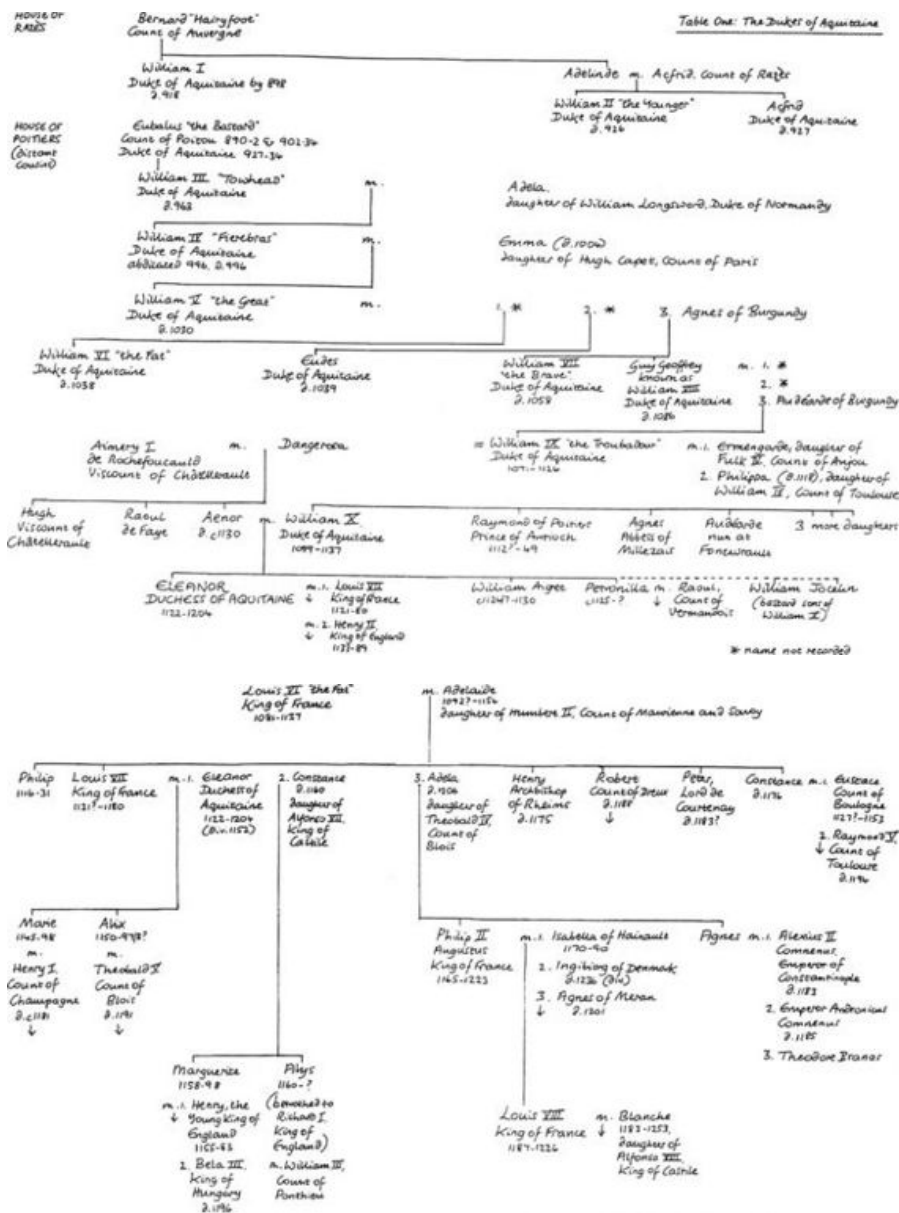 HOUSE OF
RAZÈS
Bernard "Hairyfoot"
Count of Auvergne
Table One: The Dukes of Aquitaine
William I
Duke of Aquitaine by 898
d.918
Adelinde m. Acfrid, Count of Razès
William II "the Younger"
Duke of Aquitaine
d.926
Acfrid
Duke of Aquitaine
d.927
HOUSE OF
POITIERS
(distant
cousin)
Eubalus "the Bastard"
Count of Poitou 890-2 & 902-34
Duke of Aquitaine 927-34
William III "Towhead"
Duke of Aquitaine
d.963
m.
Adela,
daughter of William Longsword, Duke of Normandy
William IV "Fierebras"
Duke of Aquitaine
abdicated 996, d.996
m.
Emma (d.1004)
daughter of Hugh Capet, Count of Paris
William V "the Great"
Duke of Aquitaine
d.1030
m.
1. *
2. *
3. Agnes of Burgundy
William VI "the Fat"
Duke of Aquitaine
d.1038
Eudes
Duke of Aquitaine
d.1039
William VII
"the Brave"
Duke of Aquitaine
d.1058
Guy Geoffrey
known as
William VIII
Duke of Aquitaine
d.1086
m. 1. *
2. *
3. Audéarde of Burgundy
Aimery I
de Rochefoucauld
Viscount of Châtellerault
m.
Dangerosa
= William IX "the Troubadour"
Duke of Aquitaine
1071-1126
m.1. Ermengarde, daughter of
Fulk IV, Count of Anjou
2. Philippa (d.1118), daughter of
William IV, Count of Toulouse
Hugh
Viscount of
Châtellerault
Raoul
de Faye
Aenor
d.c1130
m.
William X
Duke of Aquitaine
1099-1137
Raymond of Poitiers
Prince of Antioch
1112?-49
Agnes
Abbess of
Maillezais
Audéarde
nun at
Fontevrault
3 more daughters
ELEANOR
DUCHESS OF AQUITAINE
1122-1204
m.1. Louis VII
King of France
1121-80
m.2. Henry II
King of England
1133-89
William Aigret
c1124?-1130
Petronilla
c1125-?
m. Raoul,
Count of
Vermandois
William Jocelin
(bastard sons of
William X)
* name not recorded
Louis VI "the Fat"
King of France
1081-1137
m. Adelaide
1092?-1154
daughter of Humbert II, Count of Maurienne and Savoy
Philip
1116-31
Louis VII
King of France
1121?-1180
m.1. Eleanor
Duchess of
Aquitaine
1122-1204
(div.1152)
2. Constance
d.1160
daughter of
Alfonso VII,
King of
Castile
3. Adela
d.1206
daughter of
Theobald IV,
Count of
Blois
Henry
Archbishop
of Rheims
d.1175
Robert
Count of Dreux
d.1188
Peter,
Lord de
Courtenay
d.1183?
Constance
d.1176
m.1. Eustace
Count of
Boulogne
1127?-1153
2. Raymond V,
Count of
Toulouse
d.1194
Marie
1145-98
m.
Henry I,
Count of
Champagne
d.c1181
Alix
1150-97/8?
m.
Theobald V
Count of
Blois
d.1191
Philip II
Augustus
King of France
1165-1223
m.1. Isabella of Hainault
1170-90
2. Ingibiorg of Denmark
d.1236 (div)
3. Agnes of Meran
d.1201
Agnes
m.1. Alexius II
Comnenus,
Emperor of
Constantinople
d.1183
2. Emperor Andronicus
Comnenus
d.1185
3. Theodore Branas
Marguerite
1158-98
m.1. Henry, the
Young King of
England
1155-83
2. Bela III,
King of
Hungary
d.1196
Alys
1160-?
(betrothed to
Richard I,
King of
England)
m. William III,
Count of
Ponthieu
Louis VIII
King of France
1187-1226
m. Blanche
1182-1253,
daughter of
Alfonso VIII,
King of Castile